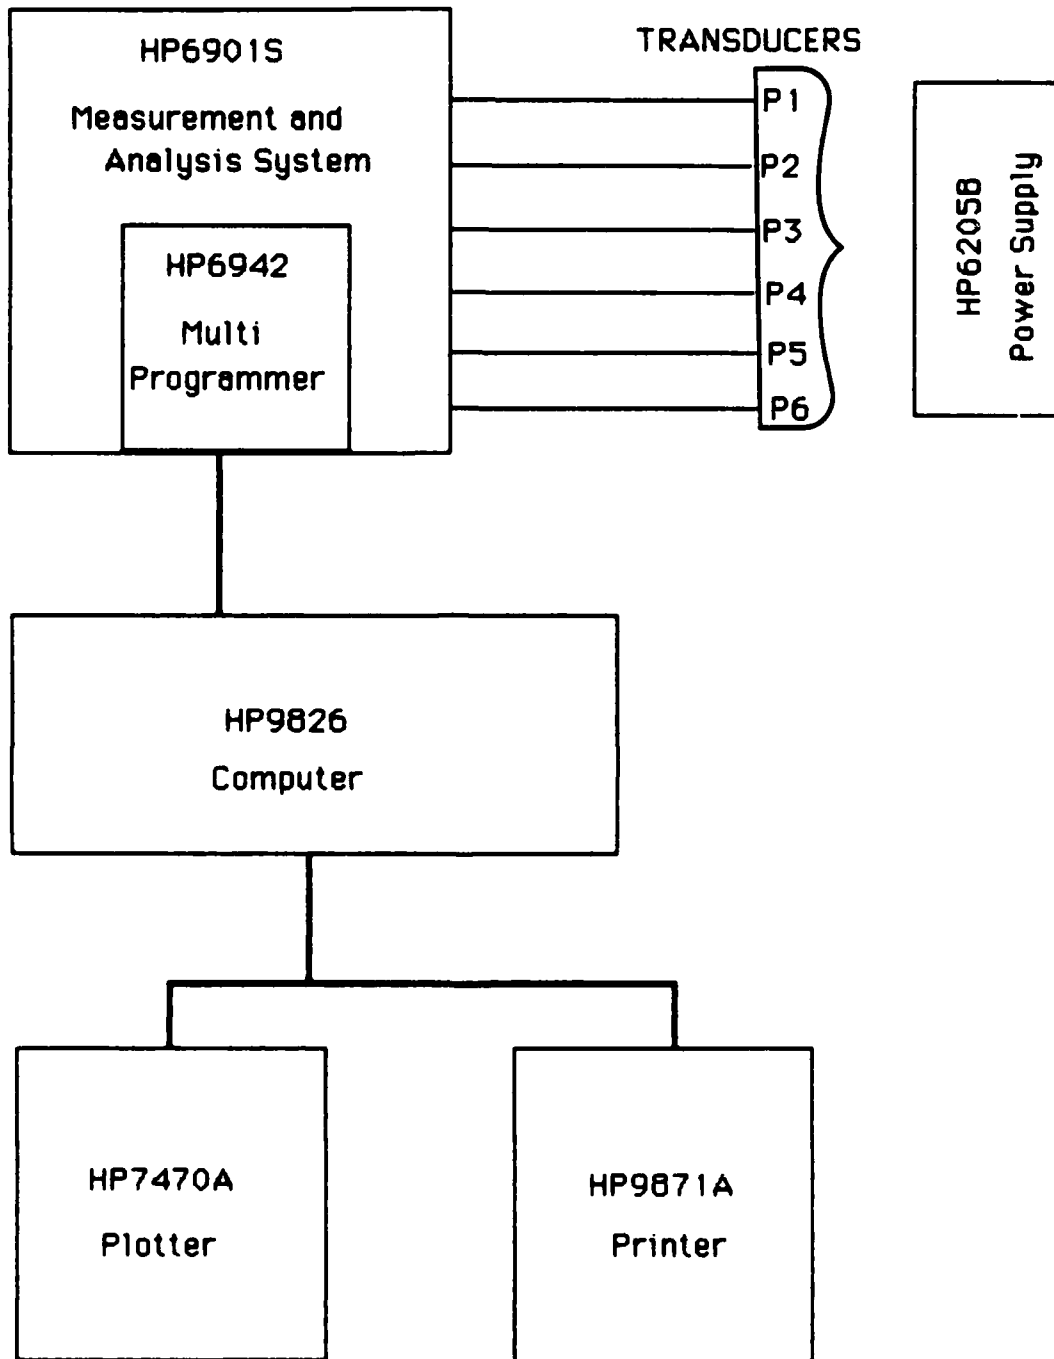 HP6901S
Measurement and
Analysis System
HP6942
Multi
Programmer
TRANSDUCERS
P1
P2
P3
P4
P5
P6
HP6205B
Power Supply
HP9826
Computer
HP7470A
Plotter
HP9871A
Printer